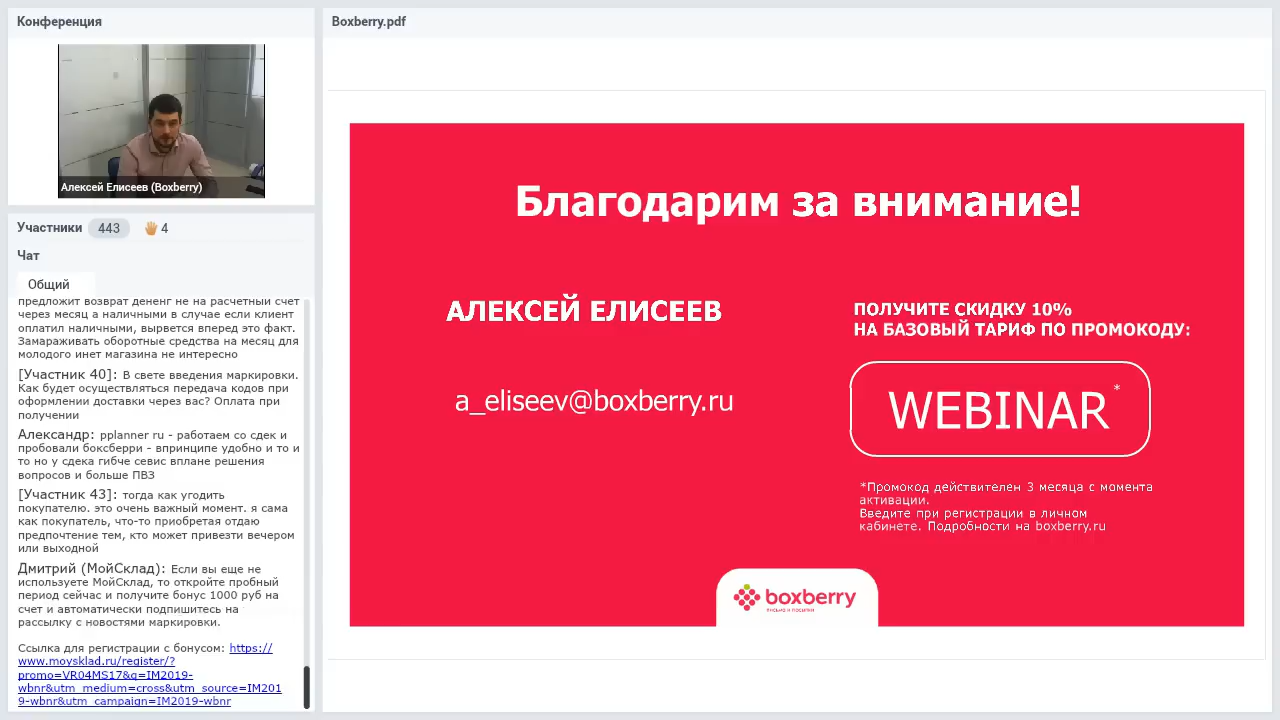 Конференция
Алексей Елисеев (Boxberry)
Участники 443 4
Чат
Общий
предложит возврат дененг не на расчетный счет
через месяц а наличными в случае если клиент
оплатил наличными, вырвется вперед это факт.
Замараживать оборотные средства на месяц для
молодого инет магазина не интересно
[Участник 40]: В свете введения маркировки.
Как будет осуществляться передача кодов при
оформлении доставки через вас? Оплата при
получении
Александр: pplanner ru - работаем со сдек и
пробовали боксберри - впринципе удобно и то и
то но у сдека гибче севис вплане решения
вопросов и больше ПВЗ
[Участник 43]: тогда как угодить
покупателю. это очень важный момент. я сама
как покупатель, что-то приобретая отдаю
предпочтение тем, кто может привезти вечером
или выходной
Дмитрий (МойСклад): Если вы еще не
используете МойСклад, то откройте пробный
период сейчас и получите бонус 1000 руб на
счет и автоматически подпишитесь на
рассылку с новостями маркировки.
Ссылка для регистрации с бонусом: https://
www.moysklad.ru/register/?
promo=VR04MS17&q=IM2019-
wbnr&utm_medium=cross&utm_source=IM201
9-wbnr&utm_campaign=IM2019-wbnr
Boxberry.pdf
Благодарим за внимание!
АЛЕКСЕЙ ЕЛИСЕЕВ
a_eliseev@boxberry.ru
ПОЛУЧИТЕ СКИДКУ 10%
НА БАЗОВЫЙ ТАРИФ ПО ПРОМОКОДУ:
WEBINAR*
*Промокод действителен 3 месяца с момента
активации.
Введите при регистрации в личном
кабинете. Подробности на boxberry.ru
boxberry
письма и посылки